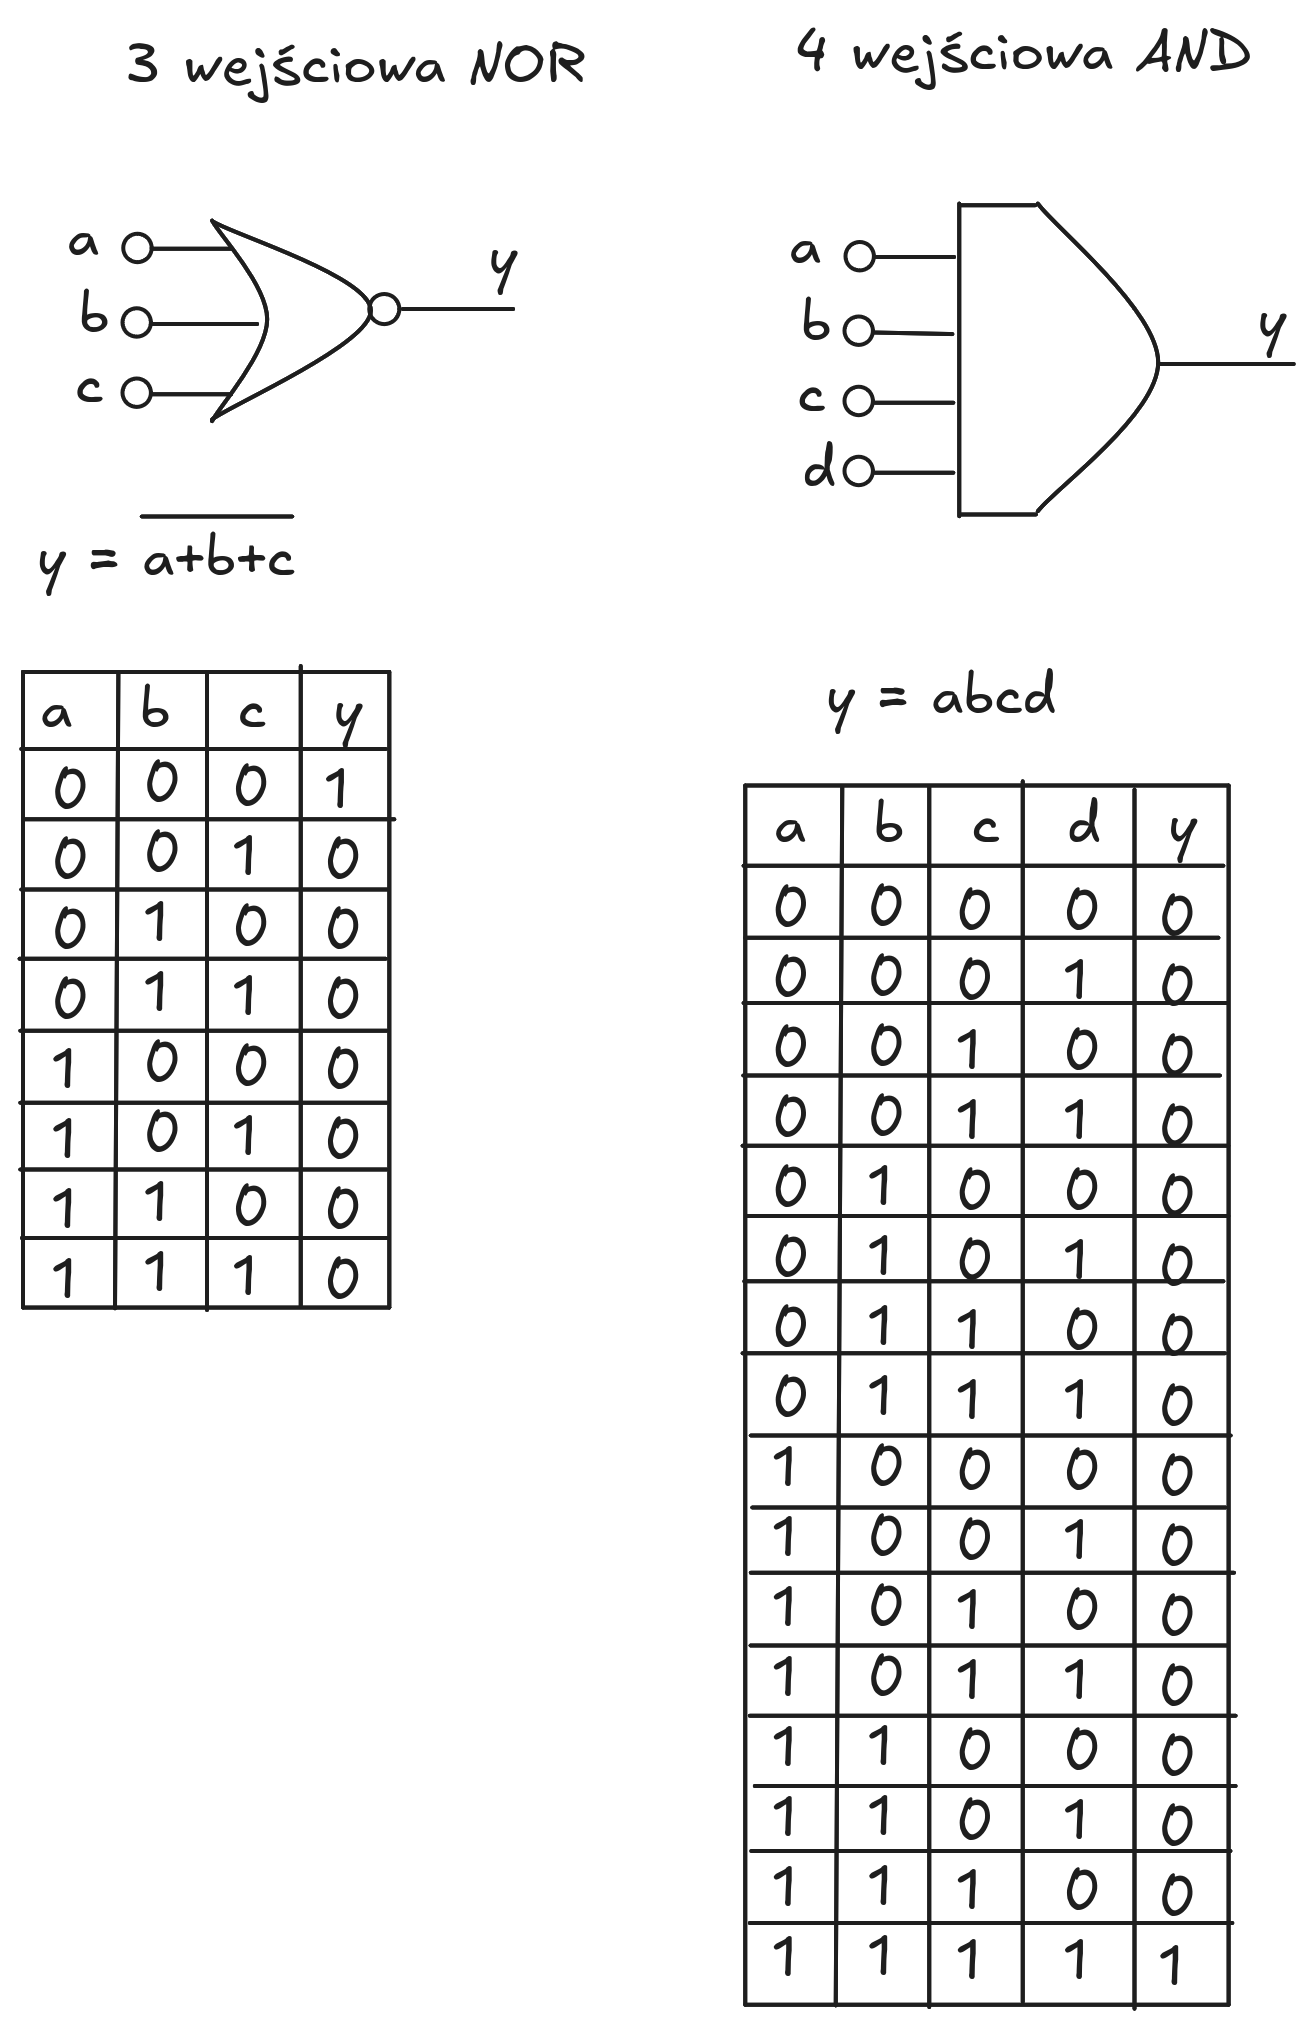 3 wejściowa NOR
a
b
c
y
y = a+b+c
a b c y
0 0 0 1
0 0 1 0
0 1 0 0
0 1 1 0
1 0 0 0
1 0 1 0
1 1 0 0
1 1 1 0
4 wejściowa AND
a
b
c
d
y
y = abcd
a b c d y
0 0 0 0 0
0 0 0 1 0
0 0 1 0 0
0 0 1 1 0
0 1 0 0 0
0 1 0 1 0
0 1 1 0 0
0 1 1 1 0
1 0 0 0 0
1 0 0 1 0
1 0 1 0 0
1 0 1 1 0
1 1 0 0 0
1 1 0 1 0
1 1 1 0 0
1 1 1 1 1